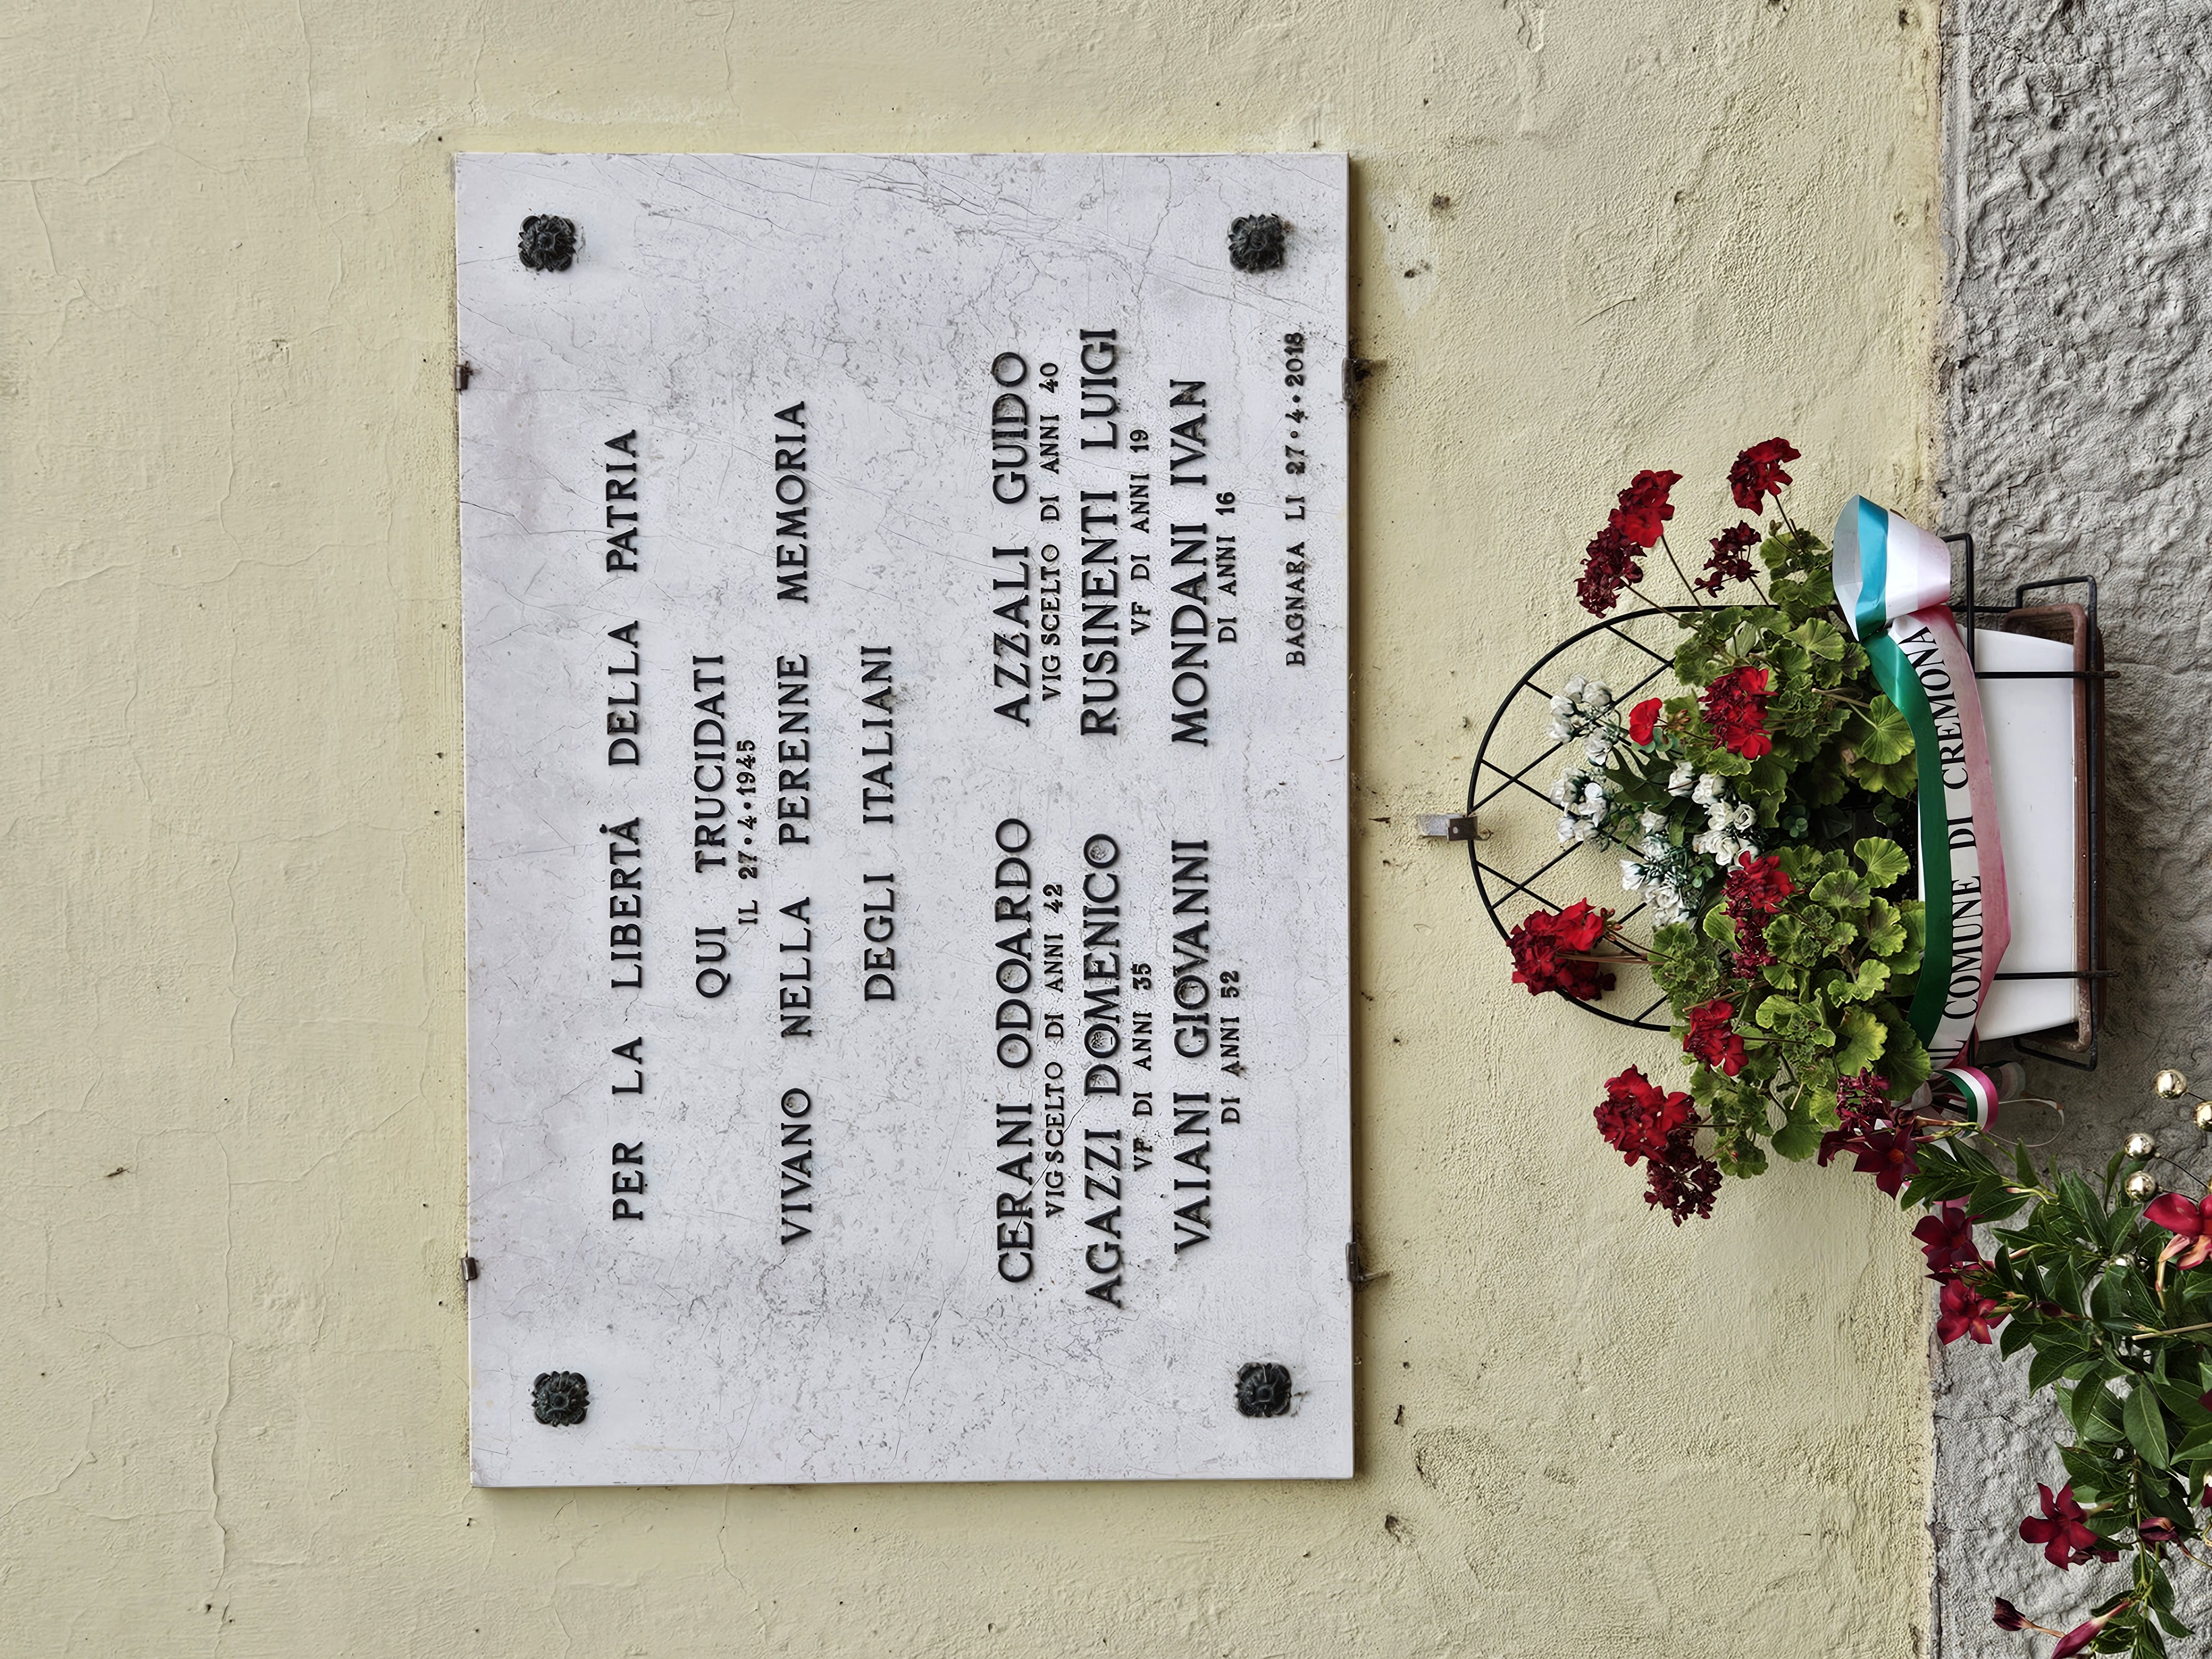 PER LA LIBERTÀ DELLA PATRIA
QUI TRUCIDATI
IL 27·4·1945
VIVANO NELLA PERENNE MEMORIA
DEGLI ITALIANI
CERANI ODOARDO AZZALI GUIDO
VIG SCELTO DI ANNI 42 VIG SCELTO DI ANNI 40
AGAZZI DOMENICO RUSINENTI LUIGI
VF DI ANNI 35 VF DI ANNI 19
VAIANI GIOVANNI MONDANI IVAN
DI ANNI 52 DI ANNI 16
BAGNARA LI 27·4·2018
IL COMUNE DI CREMONA